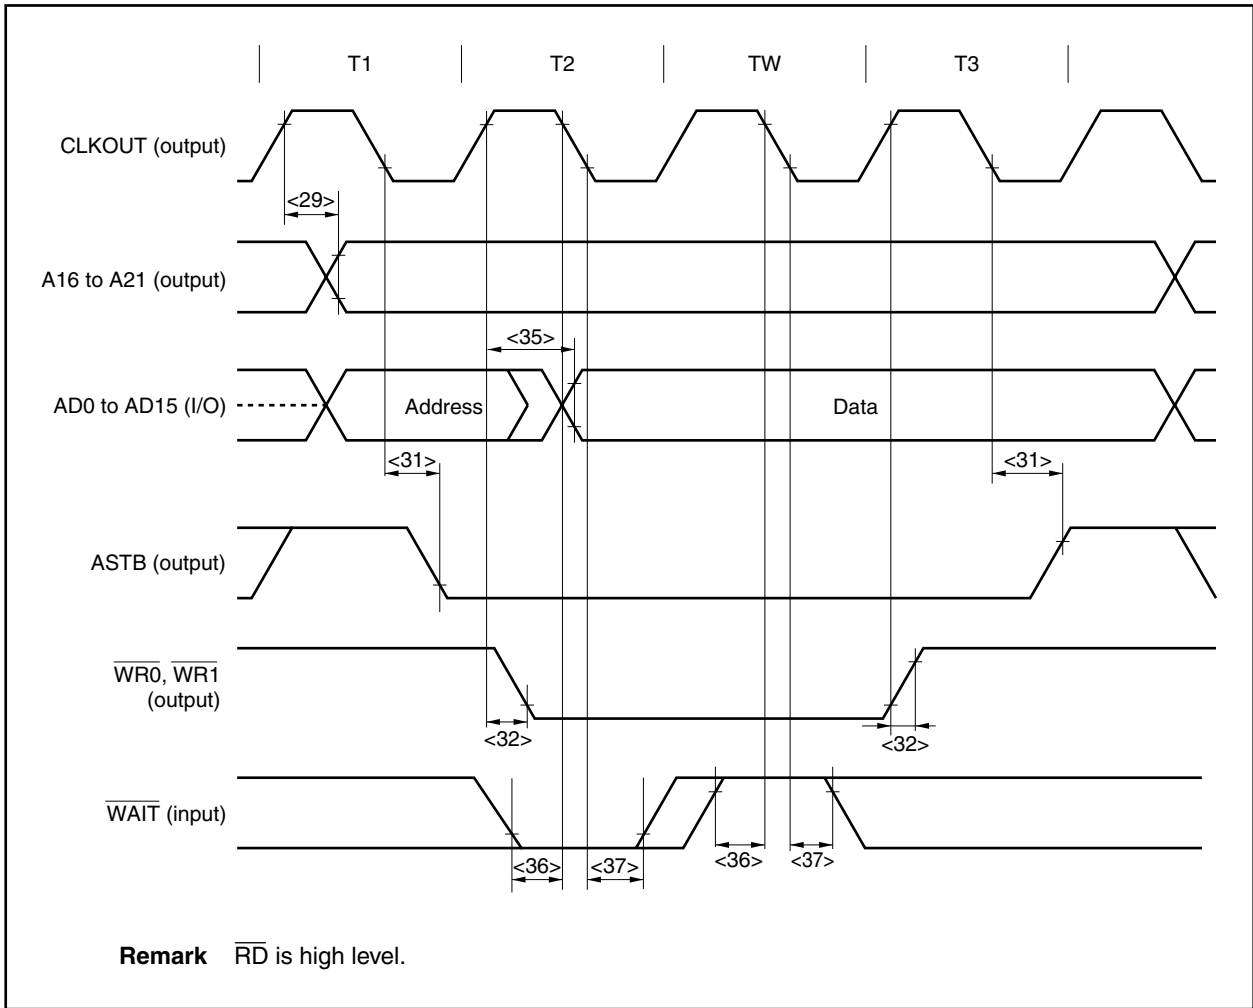 T1 T2 TW T3
CLKOUT (output)
<29>
A16 to A21 (output)
<35>
AD0 to AD15 (I/O) Address Data
<31> <31>
ASTB (output)
WR0, WR1
(output)
<32> <32>
WAIT (input)
<36> <37> <36> <37>
Remark RD is high level.